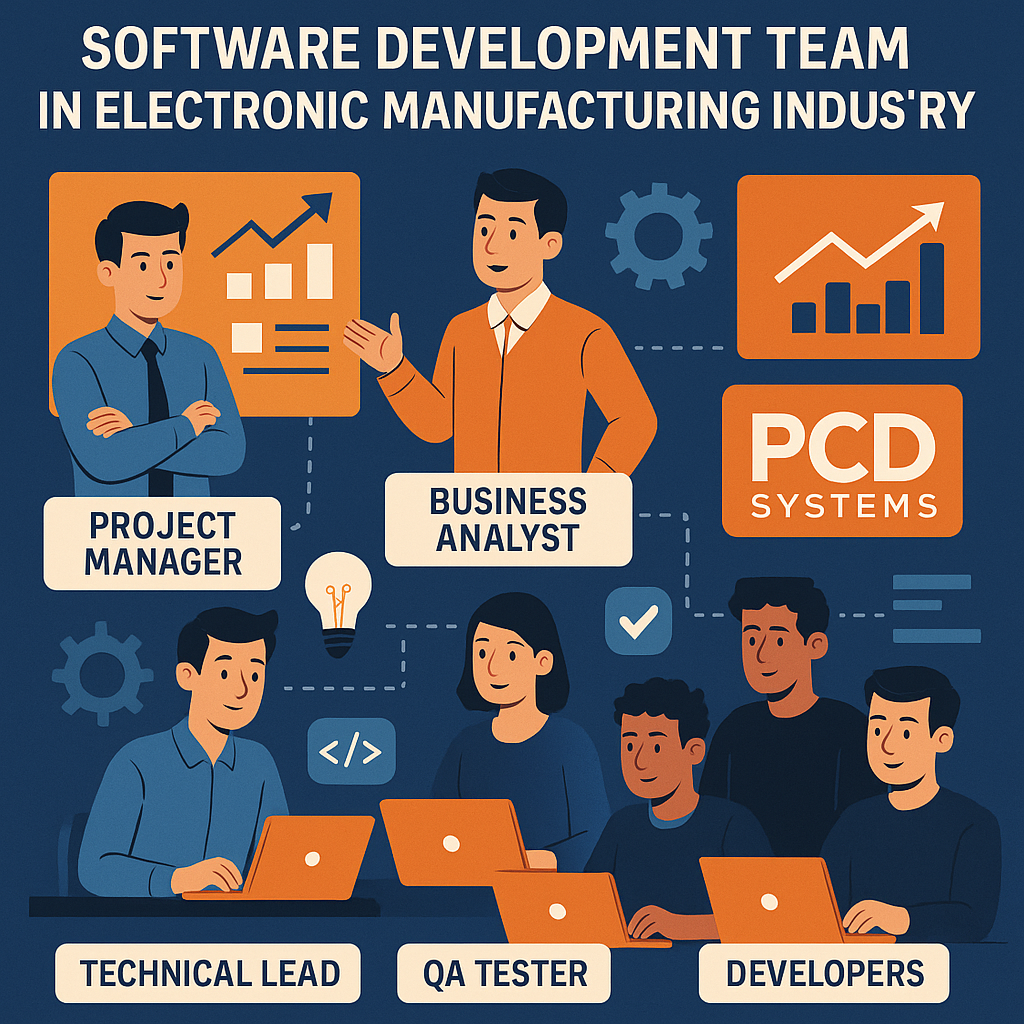 SOFTWARE DEVELOPMENT TEAM
IN ELECTRONIC MANUFACTURING INDUS'RY
PROJECT
MANAGER
BUSINESS
ANALYST
PCD
SYSTEMS
</>
TECHNICAL LEAD
QA TESTER
DEVELOPERS